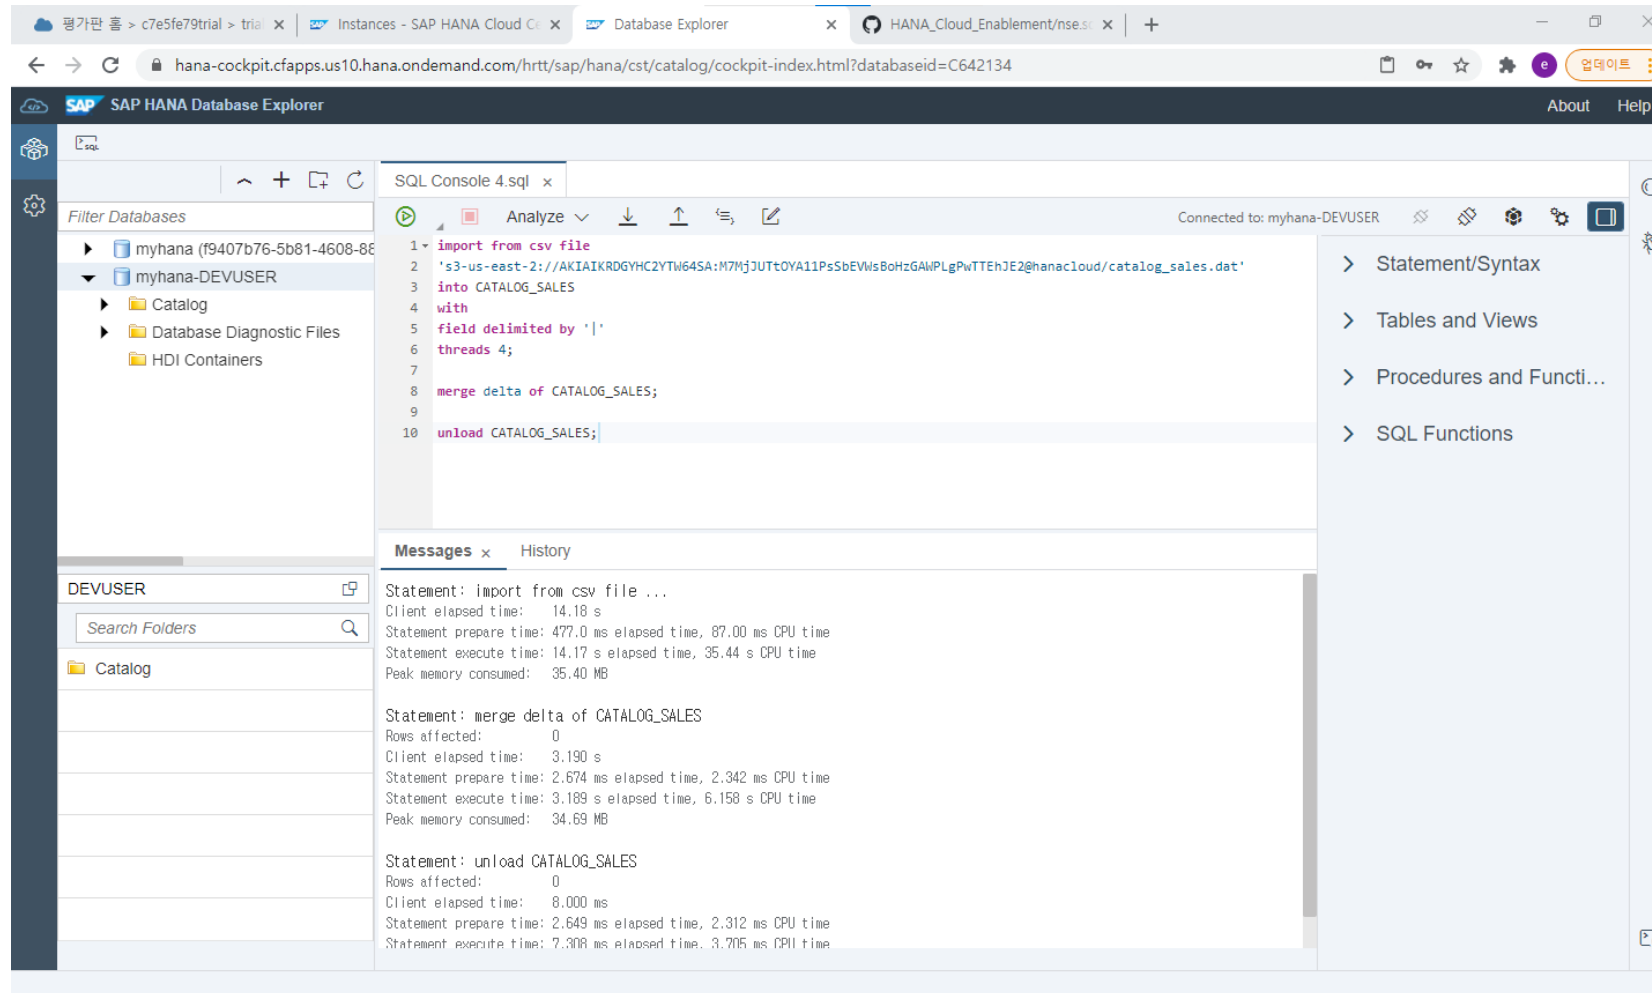 평가판 홈 > c7e5fe79trial > tria
Instances - SAP HANA Cloud Ce
Database Explorer
HANA_Cloud_Enablement/nse.sc
hana-cockpit.cfapps.us10.hana.ondemand.com/hrtt/sap/hana/cst/catalog/cockpit-index.html?databaseid=C642134
e
업데이트
SAP SAP HANA Database Explorer
About Help
SQL
Filter Databases
myhana (f9407b76-5b81-4608-88
myhana-DEVUSER
Catalog
Database Diagnostic Files
HDI Containers
DEVUSER
Search Folders
Catalog
SQL Console 4.sql
Analyze
Connected to: myhana-DEVUSER
1 import from csv file
2 's3-us-east-2://AKIAIKRDGYHC2YTW64SA:M7MjJUTtOYA11PsSbEVWsBoHzGAWPLgPwTTEhJE2@hanacloud/catalog_sales.dat'
3 into CATALOG_SALES
4 with
5 field delimited by '|'
6 threads 4;
7
8 merge delta of CATALOG_SALES;
9
10 unload CATALOG_SALES;
Messages
History
Statement: import from csv file ...
Client elapsed time: 14.18 s
Statement prepare time: 477.0 ms elapsed time, 87.00 ms CPU time
Statement execute time: 14.17 s elapsed time, 35.44 s CPU time
Peak memory consumed: 35.40 MB
Statement: merge delta of CATALOG_SALES
Rows affected: 0
Client elapsed time: 3.190 s
Statement prepare time: 2.674 ms elapsed time, 2.342 ms CPU time
Statement execute time: 3.189 s elapsed time, 6.158 s CPU time
Peak memory consumed: 34.69 MB
Statement: unload CATALOG_SALES
Rows affected: 0
Client elapsed time: 8.000 ms
Statement prepare time: 2.649 ms elapsed time, 2.312 ms CPU time
Statement execute time: 7.308 ms elapsed time, 3.705 ms CPU time
Statement/Syntax
Tables and Views
Procedures and Functi...
SQL Functions